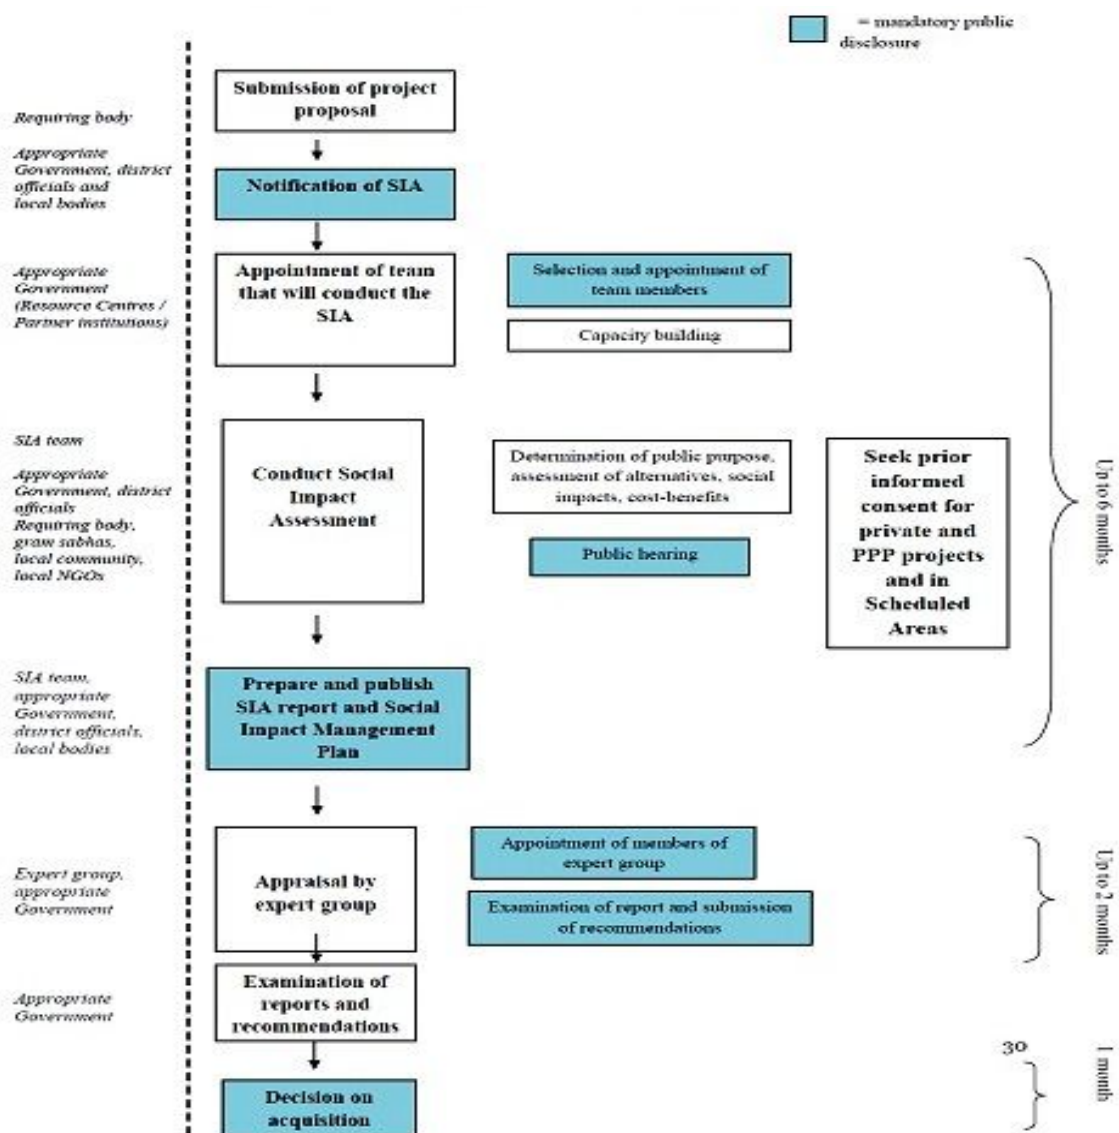 = mandatory public
disclosure
Submission of project
proposal
Requiring body
Appropriate
Government, district
officials and
local bodies
Notification of SIA
Appropriate
Government
(Resource Centres /
Partner institutions)
Appointment of team
that will conduct the
SIA
Selection and appointment of
team members
Capacity building
SIA team
Appropriate
Government, district
officials
Requiring body,
gram sabhas,
local community,
local NGOs
Conduct Social
Impact
Assessment
Determination of public purpose,
assessment of alternatives, social
impacts, cost-benefits
Public hearing
Seek prior
informed
consent for
private and
PPP projects
and in
Scheduled
Areas
Up to 6 months
SIA team,
appropriate
Government,
district officials,
local bodies
Prepare and publish
SIA report and Social
Impact Management
Plan
Expert group,
appropriate
Government
Appraisal by
expert group
Appointment of members of
expert group
Examination of report and submission
of recommendations
Up to 2 months
Appropriate
Government
Examination of
reports and
recommendations
30
1 month
Decision on
acquisition